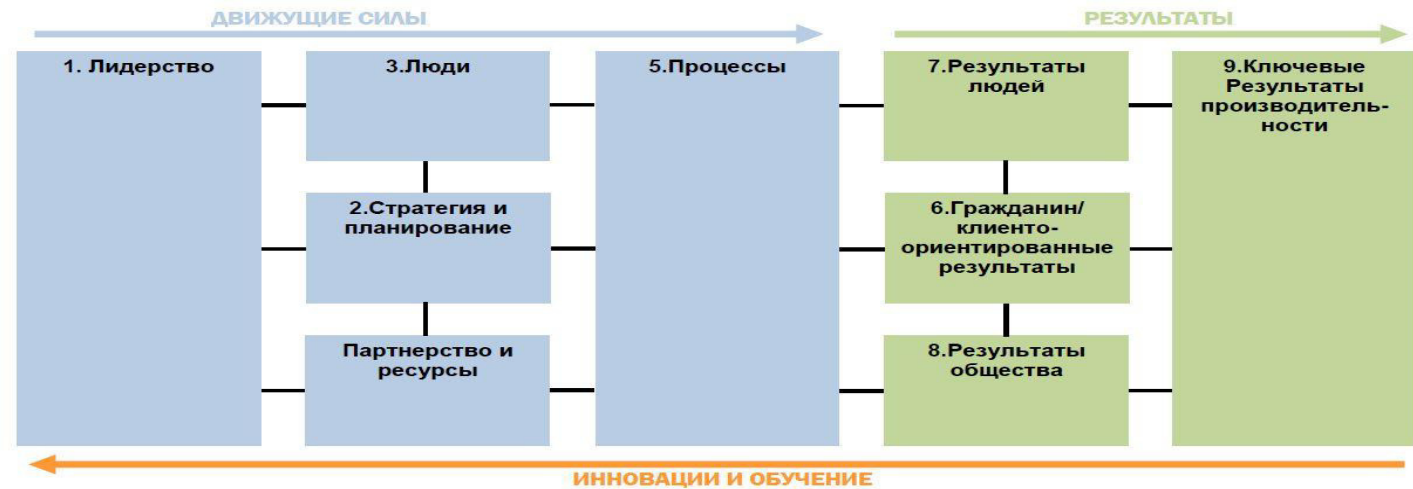 ДВИЖУЩИЕ СИЛЫ
РЕЗУЛЬТАТЫ
1. Лидерство
3.Люди
5.Процессы
7.Результаты
людей
9.Ключевые
Результаты
производитель-
ности
2.Стратегия и
планирование
6.Гражданин/
клиенто-
ориентированные
результаты
Партнерство и
ресурсы
8.Результаты
общества
ИННОВАЦИИ И ОБУЧЕНИЕ